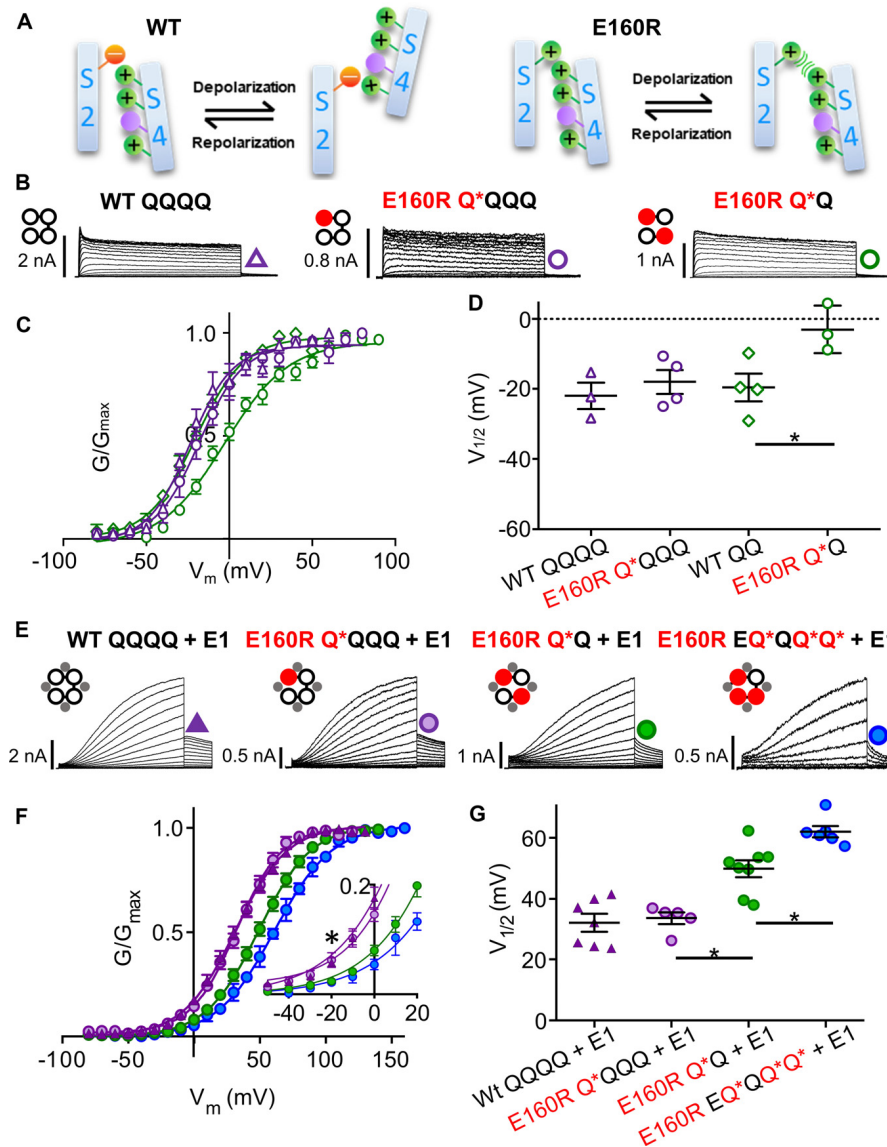 A
WT
E160R
S
2
S
4
Depolarization
Repolarization
S
2
S
4
S
2
S
4
Depolarization
Repolarization
S
2
S
4
B
WT QQQQ
E160R Q*QQQ
E160R Q*Q
2 nA
0.8 nA
1 nA
C
1.0
0.5
G/Gmax
-100
-50
50
100
Vm (mV)
D
0
-20
-40
-60
V1/2 (mV)
*
WT QQQQ
E160R Q*QQQ
WT QQ
E160R Q*Q
E
WT QQQQ + E1
E160R Q*QQQ + E1
E160R Q*Q + E1
E160R EQ*QQ*Q* + E1
2 nA
0.5 nA
1 nA
0.5 nA
F
1.0
0.5
G/Gmax
0.2
*
-40
-20
0
20
-100
-50
0
50
100
150
Vm (mV)
G
60
40
20
0
V1/2 (mV)
*
*
Wt QQQQ + E1
E160R Q*QQQ + E1
E160R Q*Q + E1
E160R EQ*QQ*Q* + E1